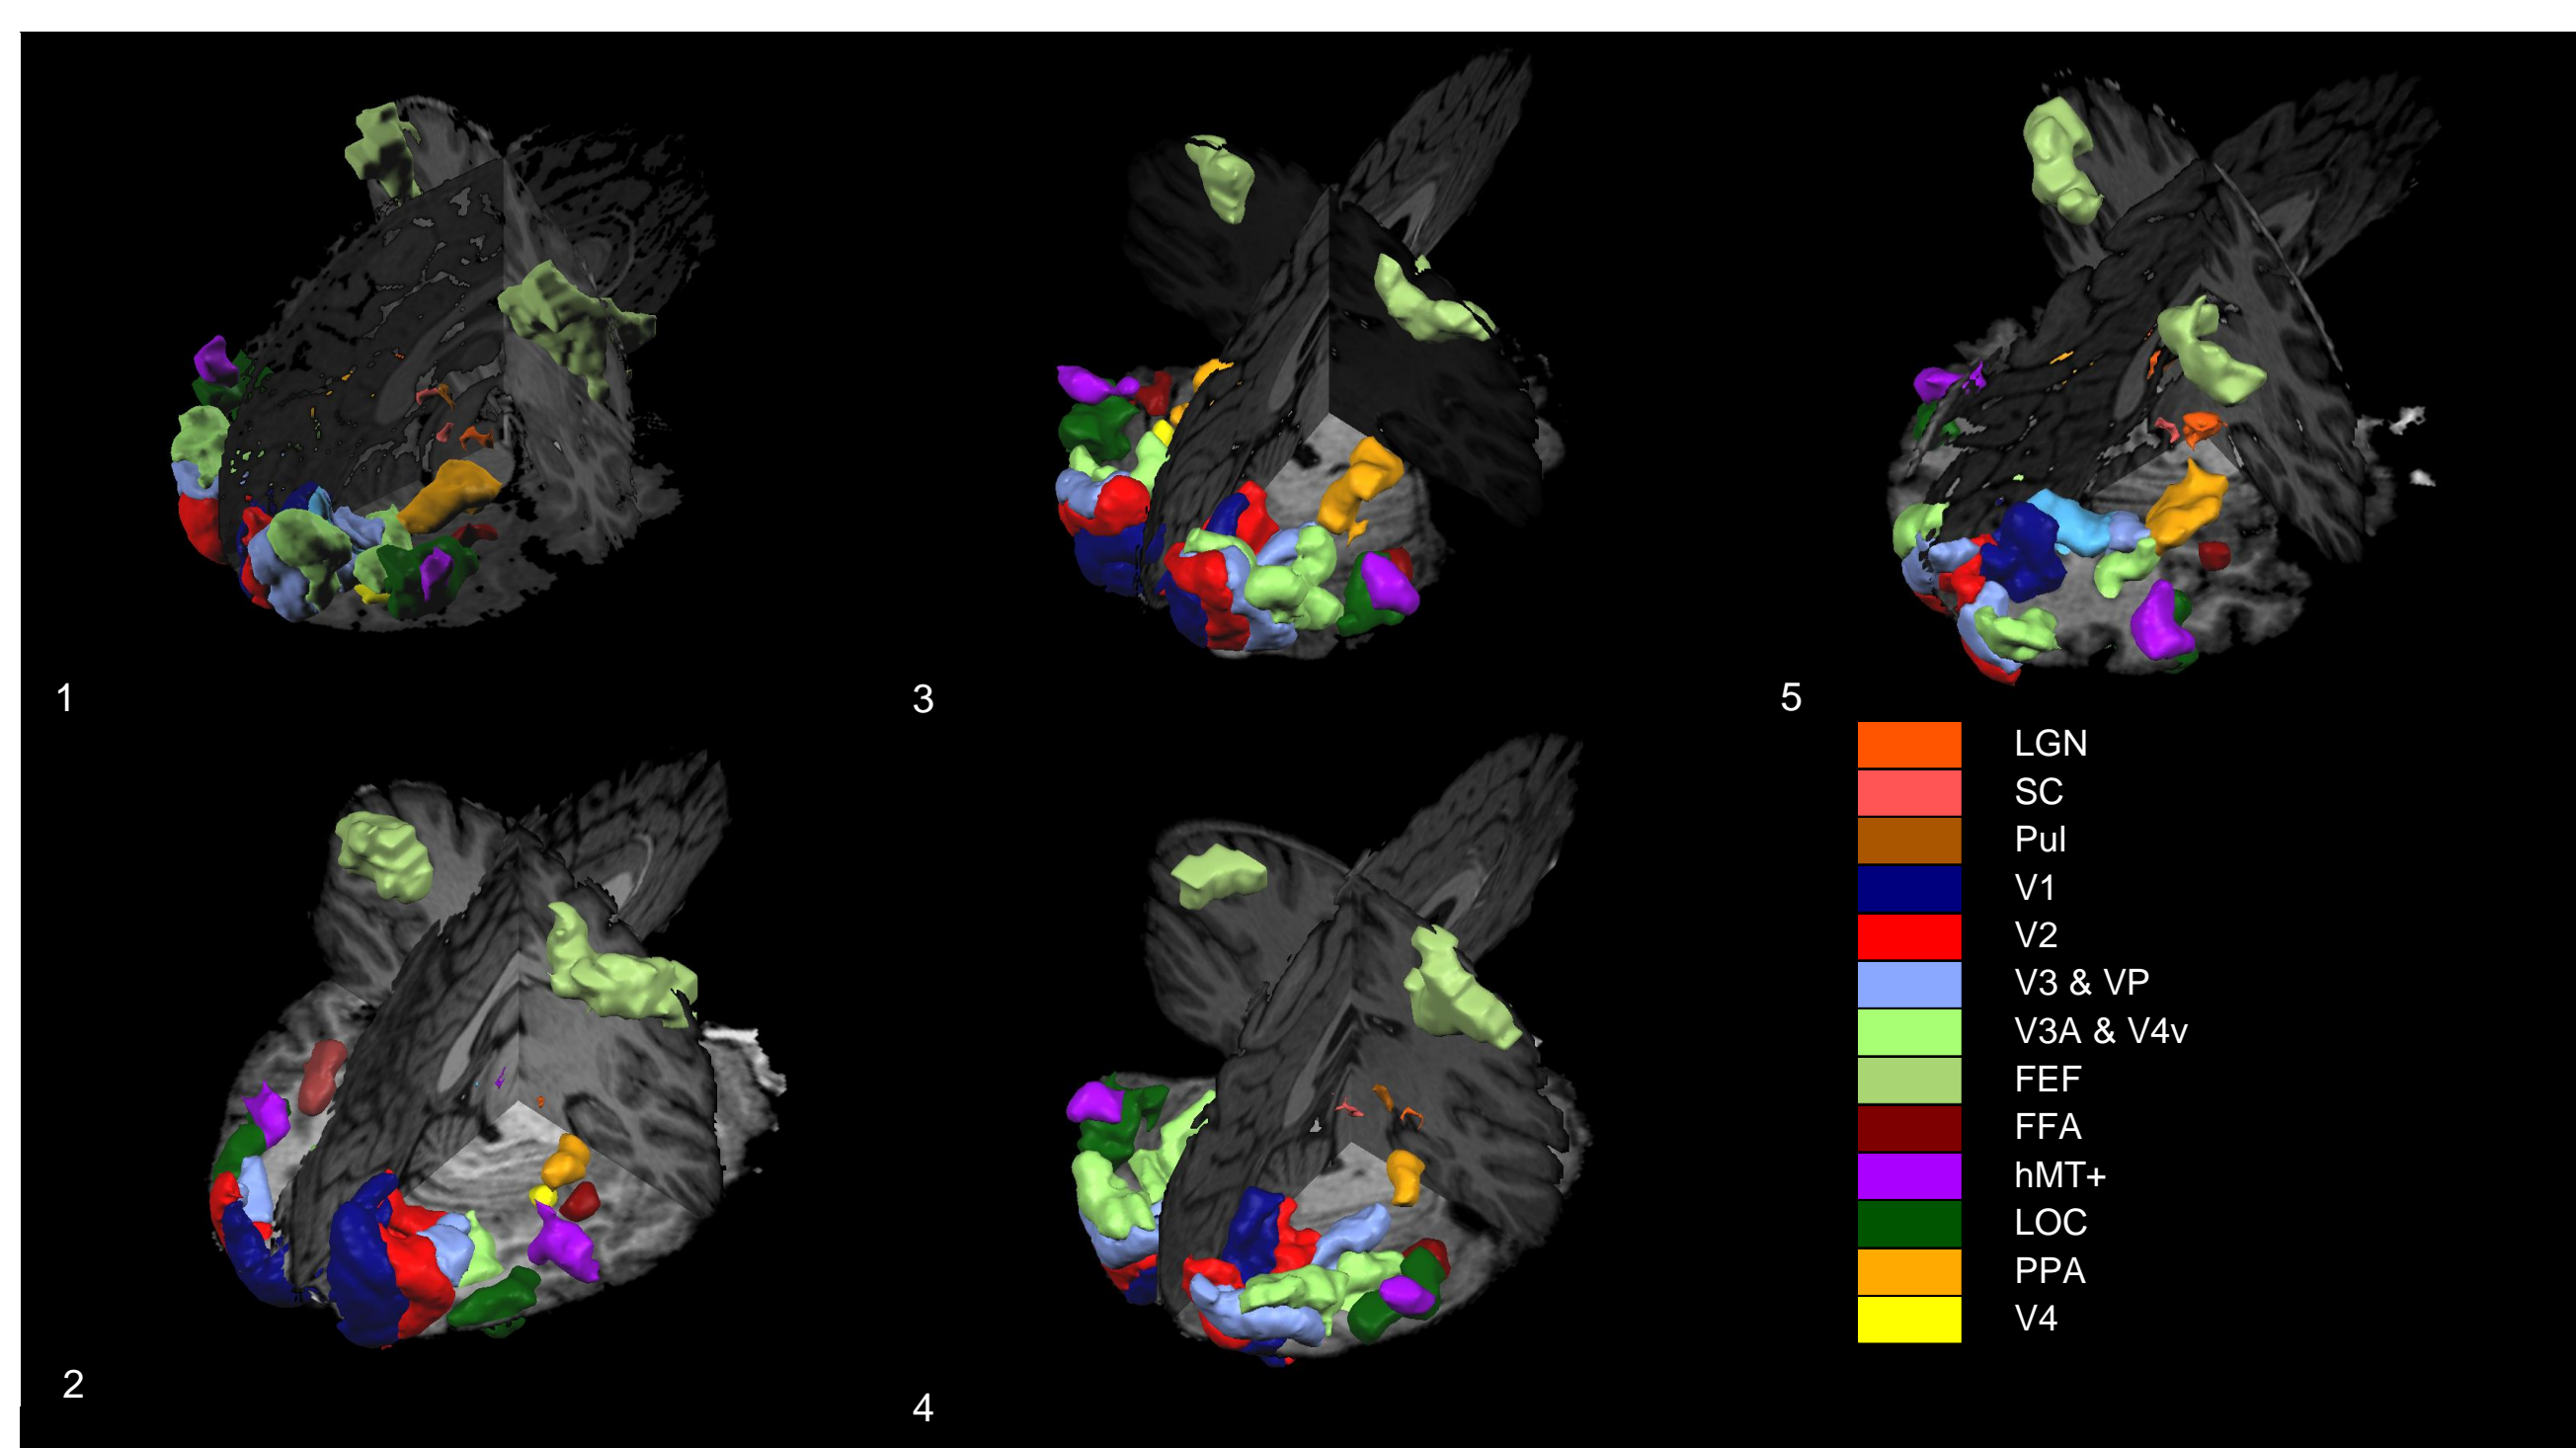 1
3
5
LGN
SC
Pul
V1
V2
V3 & VP
V3A & V4v
FEF
FFA
hMT+
LOC
PPA
V4
2
4